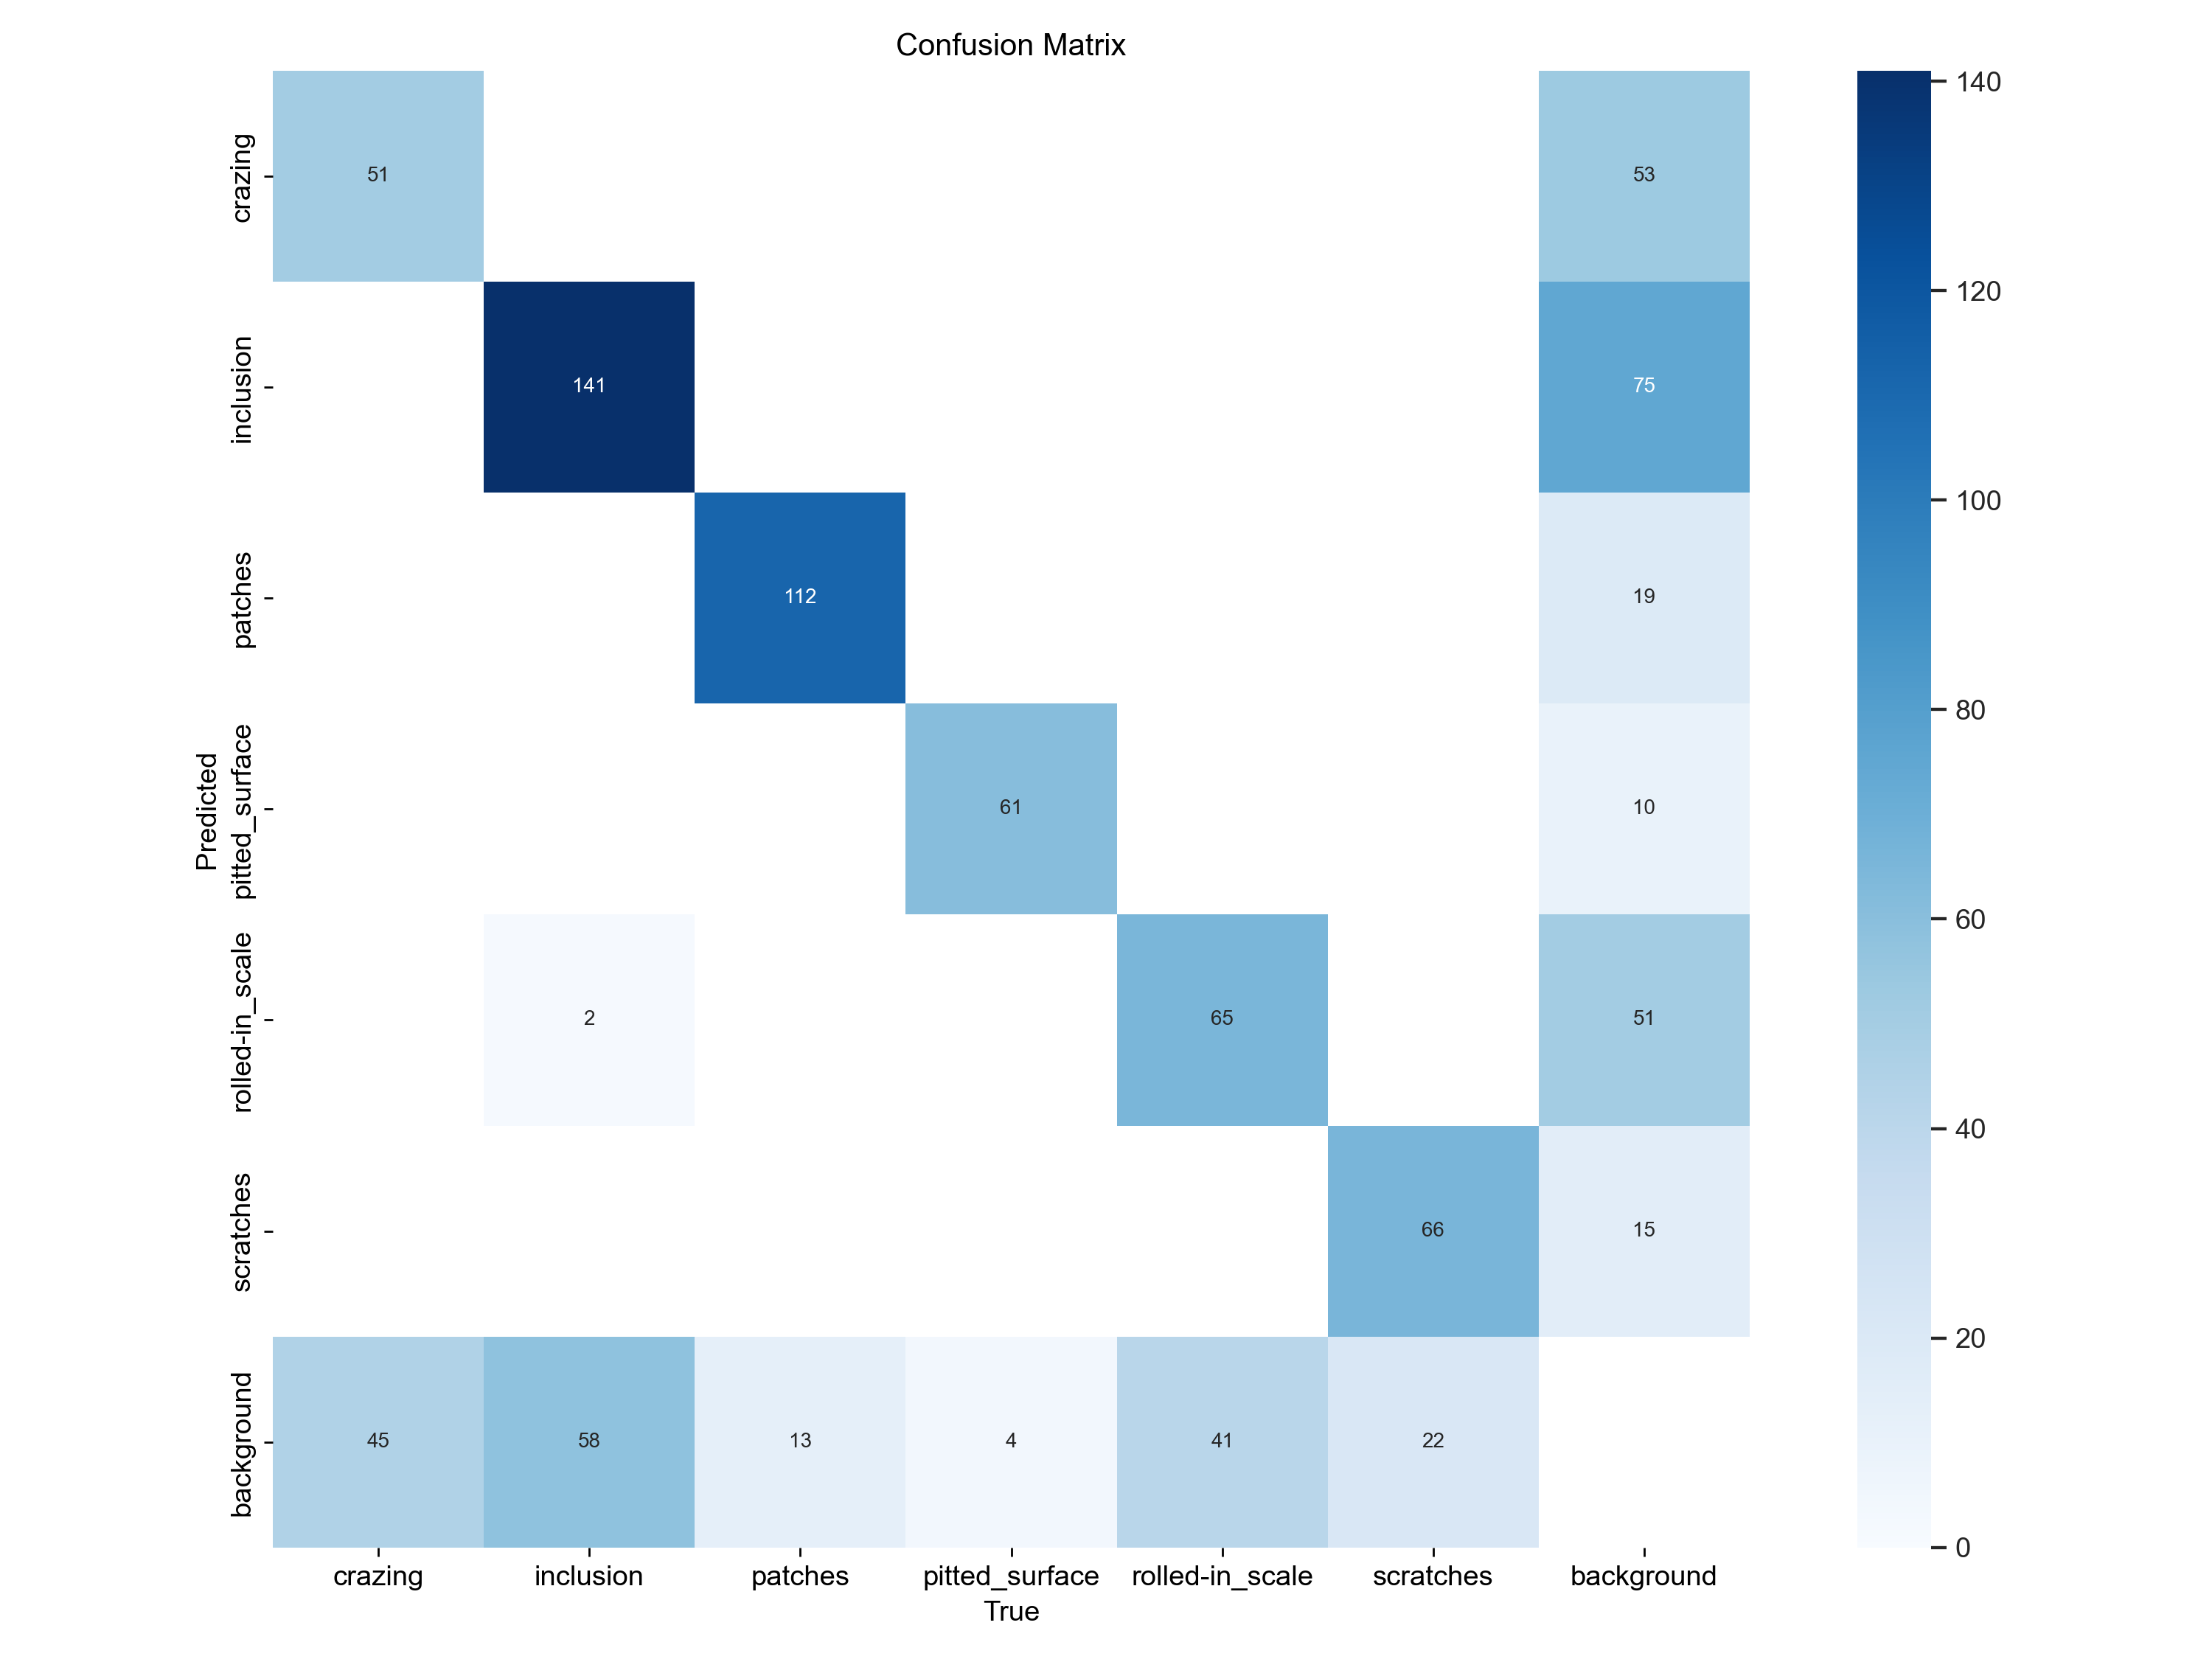 Confusion Matrix
crazing
51
53
inclusion
141
75
patches
112
19
pitted_surface
61
10
rolled-in_scale
2
65
51
scratches
66
15
background
45
58
13
4
41
22
Predicted
crazing
inclusion
patches
pitted_surface
rolled-in_scale
scratches
background
True
140
120
100
80
60
40
20
0